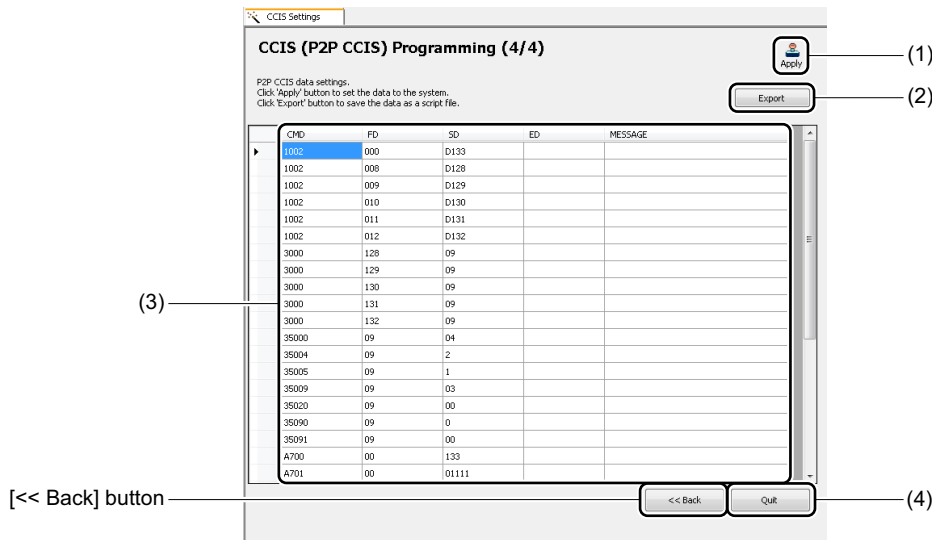 CCIS Settings
CCIS (P2P CCIS) Programming (4/4)
Apply
(1)
P2P CCIS data settings.
Click 'Apply' button to set the data to the system.
Click 'Export' button to save the data as a script file.
Export
(2)
CMD FD SD ED MESSAGE
1002 000 D133
1002 008 D128
1002 009 D129
1002 010 D130
1002 011 D131
1002 012 D132
3000 128 09
3000 129 09
3000 130 09
(3)
3000 131 09
3000 132 09
35000 09 04
35004 09 2
35005 09 1
35009 09 03
35020 09 00
35090 09 0
35091 09 00
A700 00 133
A701 00 01111
[<< Back] button
<< Back
Quit
(4)